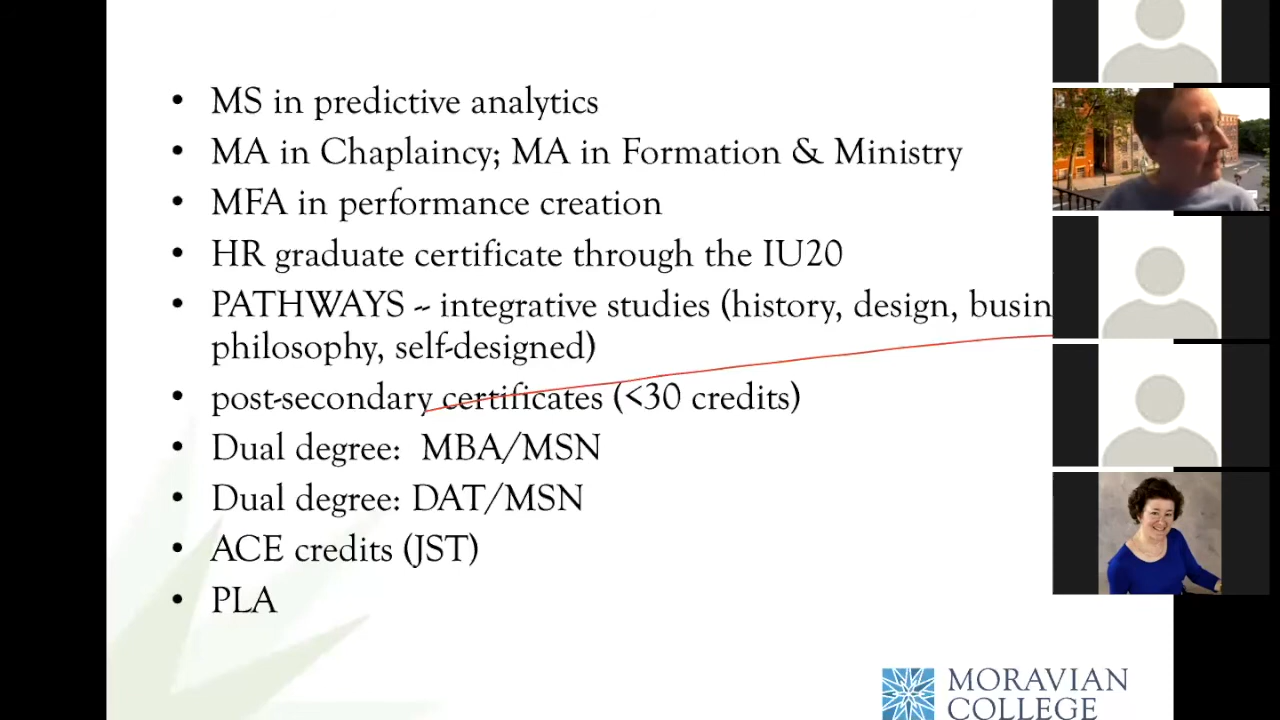 • MS in predictive analytics
• MA in Chaplaincy; MA in Formation & Ministry
• MFA in performance creation
• HR graduate certificate through the IU20
• PATHWAYS -- integrative studies (history, design, busin
philosophy, self-designed)
• post-secondary certificates (<30 credits)
• Dual degree:  MBA/MSN
• Dual degree: DAT/MSN
• ACE credits (JST)
• PLA
MORAVIAN
COLLEGE